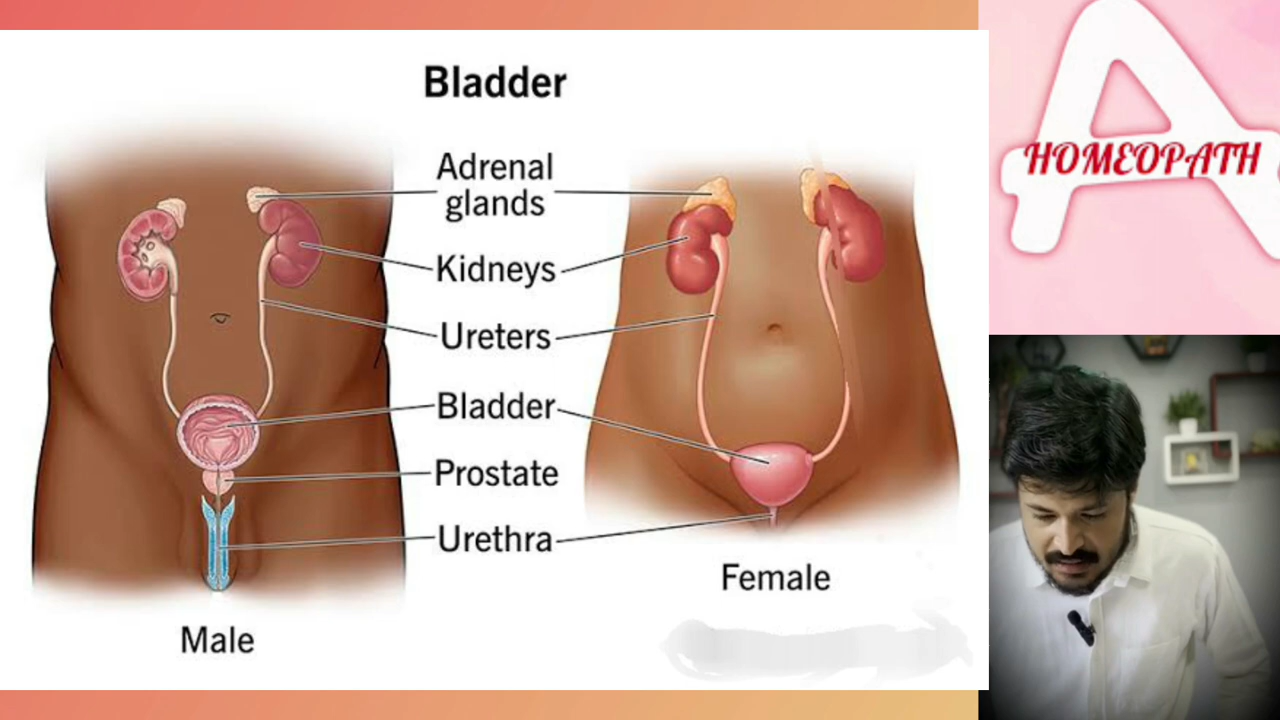 Bladder
Adrenal
glands
Kidneys
Ureters
Bladder
Prostate
Urethra
Male
Female
A
HOMEOPATH